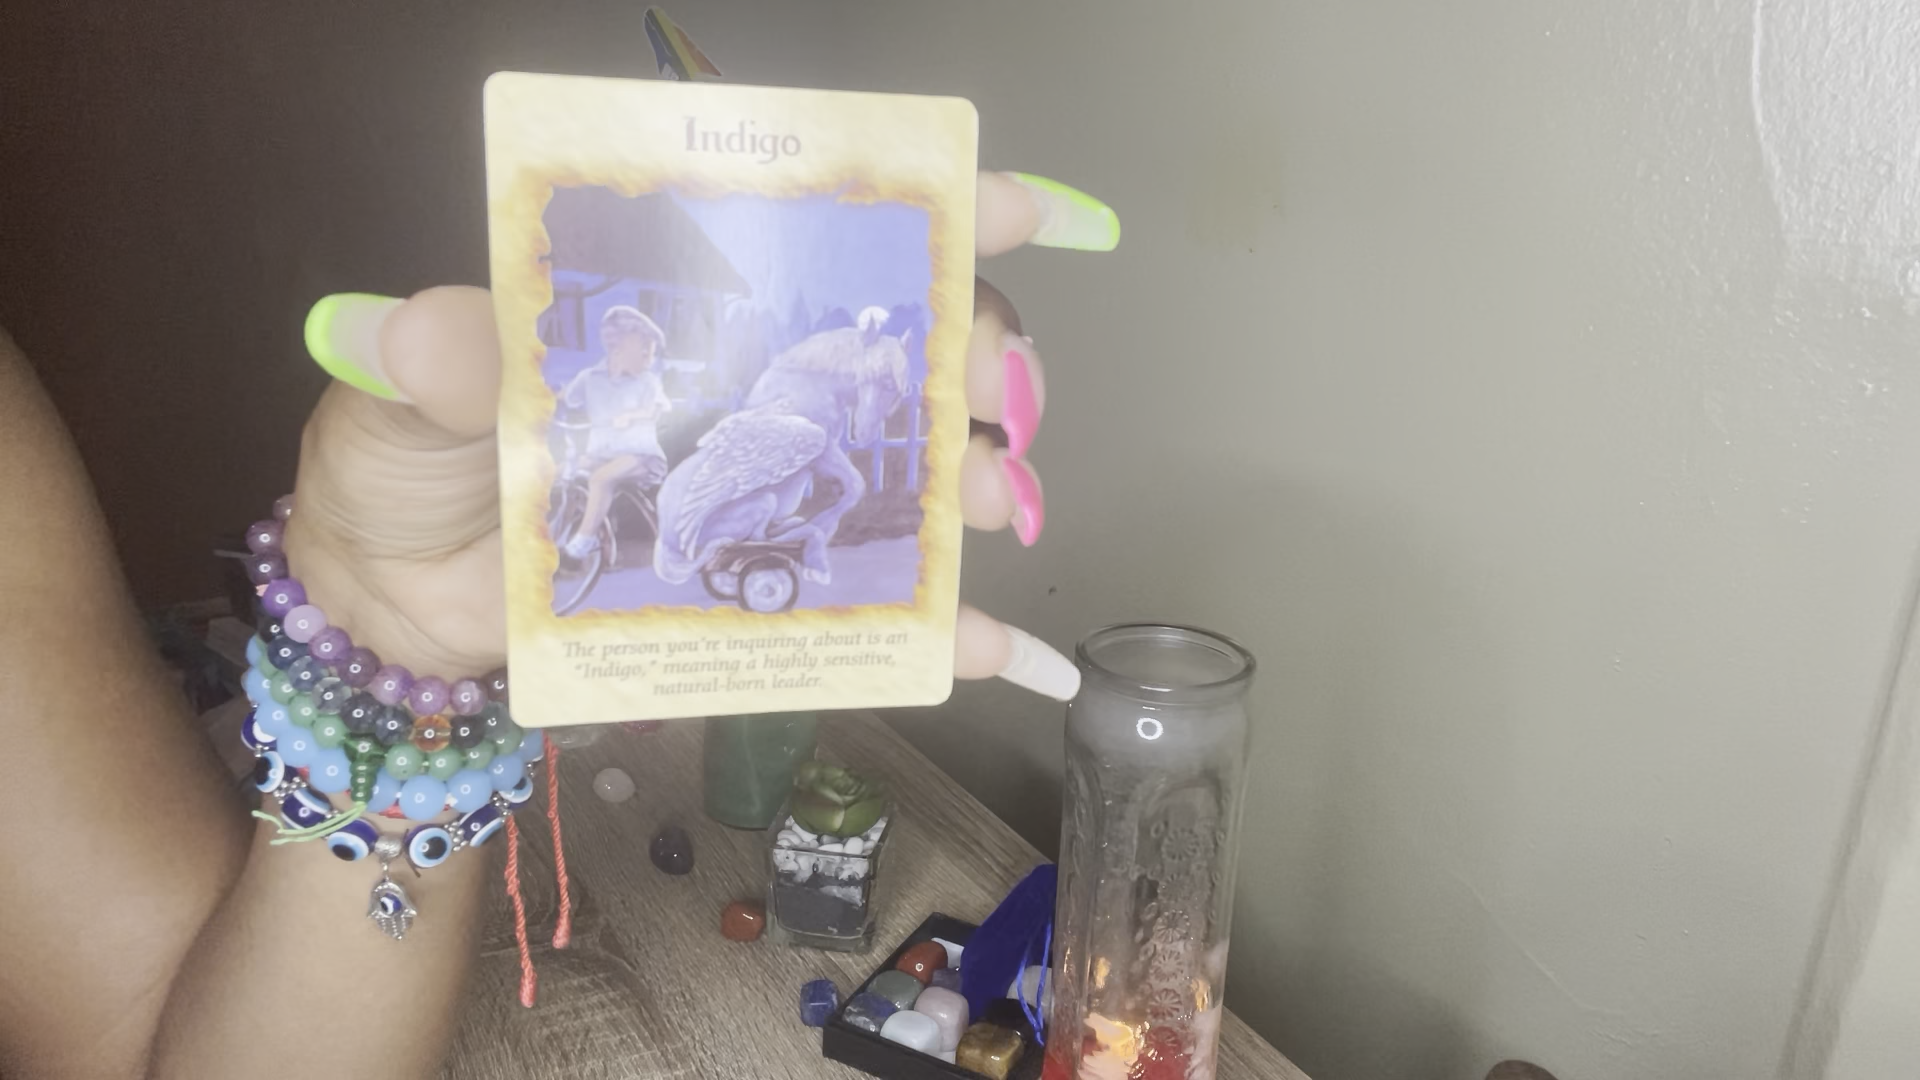 Indigo
The person you're inquiring about is an
"Indigo," meaning a highly sensitive,
natural-born leader.